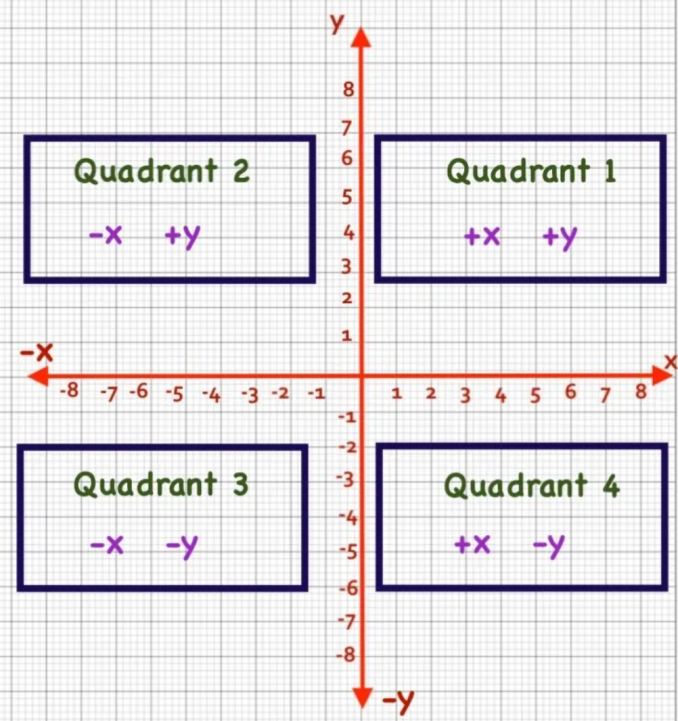 y
8
7
Quadrant 2
Quadrant 1
6
5
-x +y
4
+x +y
3
2
1
-x
x
-8 -7 -6 -5 -4 -3 -2 -1
1 2 3 4 5 6 7 8
-1
-2
Quadrant 3
-3
Quadrant 4
-4
-x -y
-5
+x -y
-6
-7
-8
-y